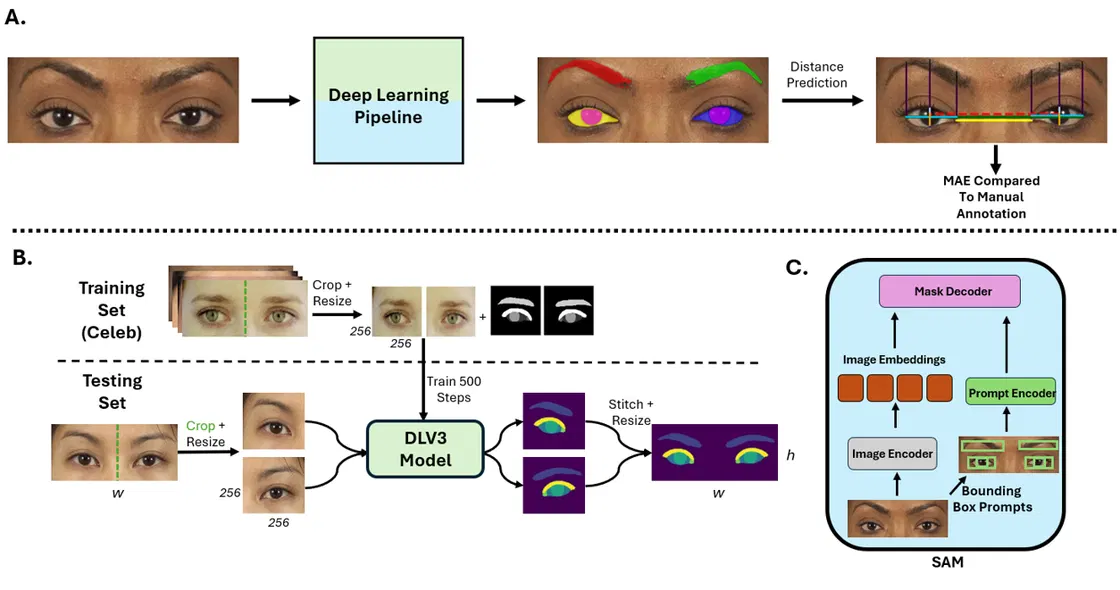 A.
Deep Learning
Pipeline
Distance
Prediction
MAE Compared
To Manual
Annotation
B.
Training
Set
(Celeb)
Crop +
Resize
256
256
+
Train 500
Steps
Testing
Set
w
Crop +
Resize
256
256
DLV3
Model
Stitch +
Resize
h
w
C.
Mask Decoder
Image Embeddings
Prompt Encoder
Image Encoder
Bounding
Box Prompts
SAM